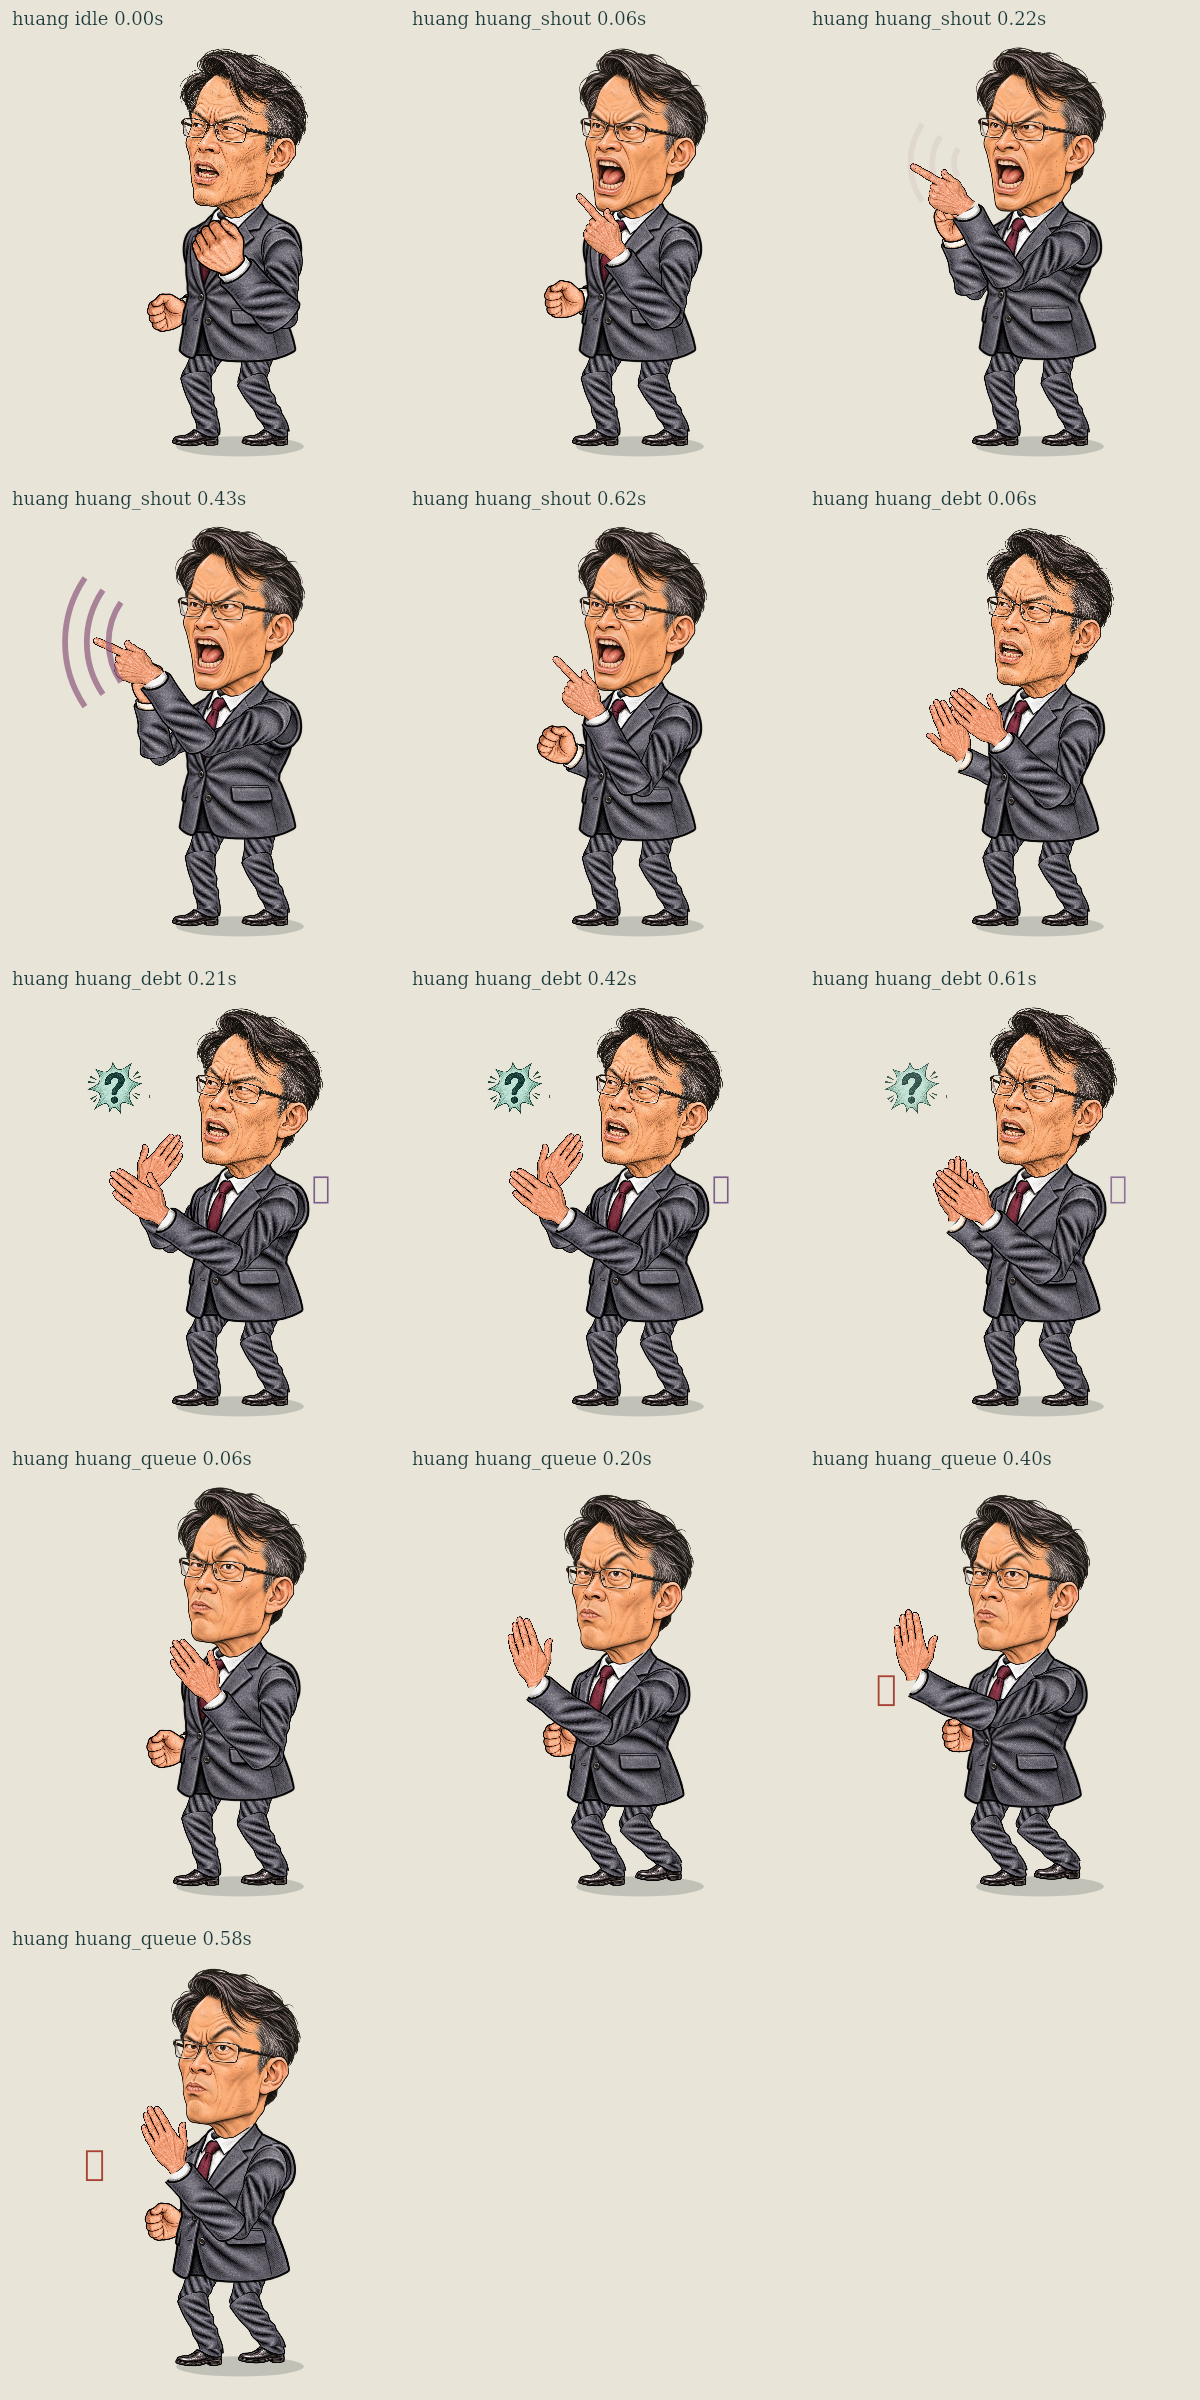 huang idle 0.00s
huang huang_shout 0.06s
huang huang_shout 0.22s
huang huang_shout 0.43s
huang huang_shout 0.62s
huang huang_debt 0.06s
huang huang_debt 0.21s
huang huang_debt 0.42s
huang huang_debt 0.61s
?
?
?
huang huang_queue 0.06s
huang huang_queue 0.20s
huang huang_queue 0.40s
huang huang_queue 0.58s